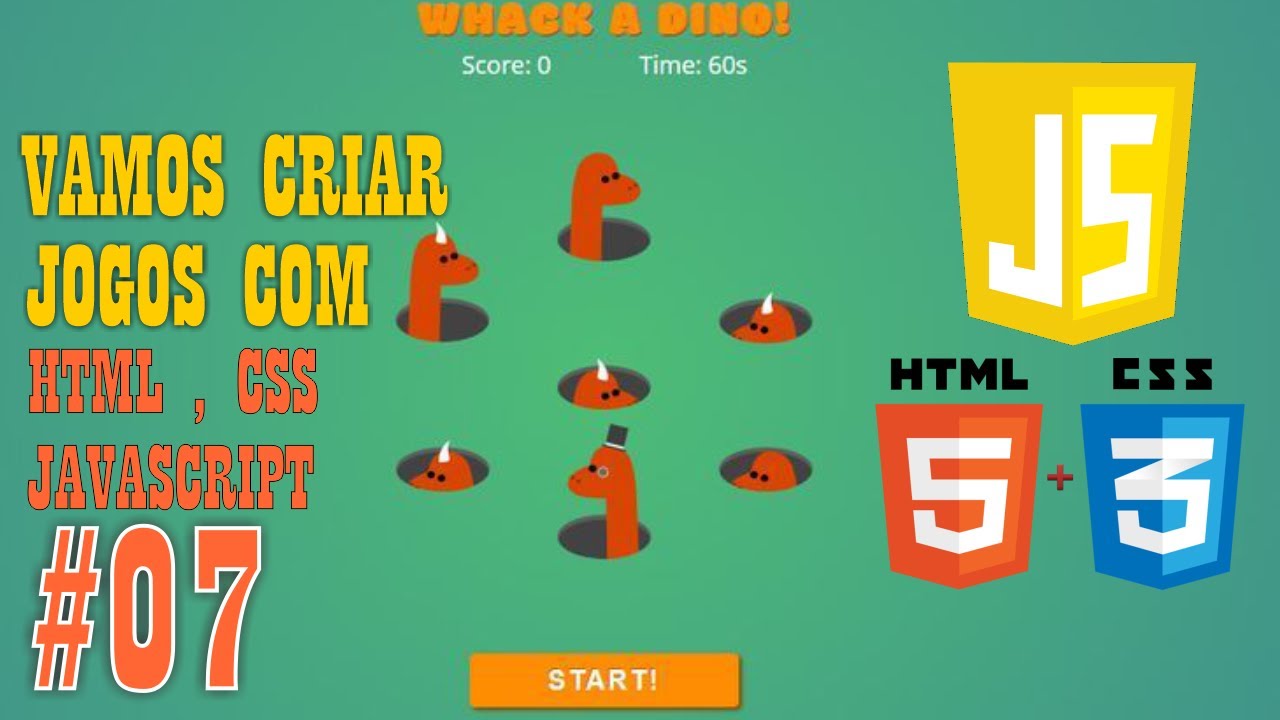 WHACK A DINO!
Score: 0 Time: 60s
VAMOS CRIAR
JOGOS COM
HTML , CSS
JAVASCRIPT
#07
JS
HTML CSS
5 + 3
START!